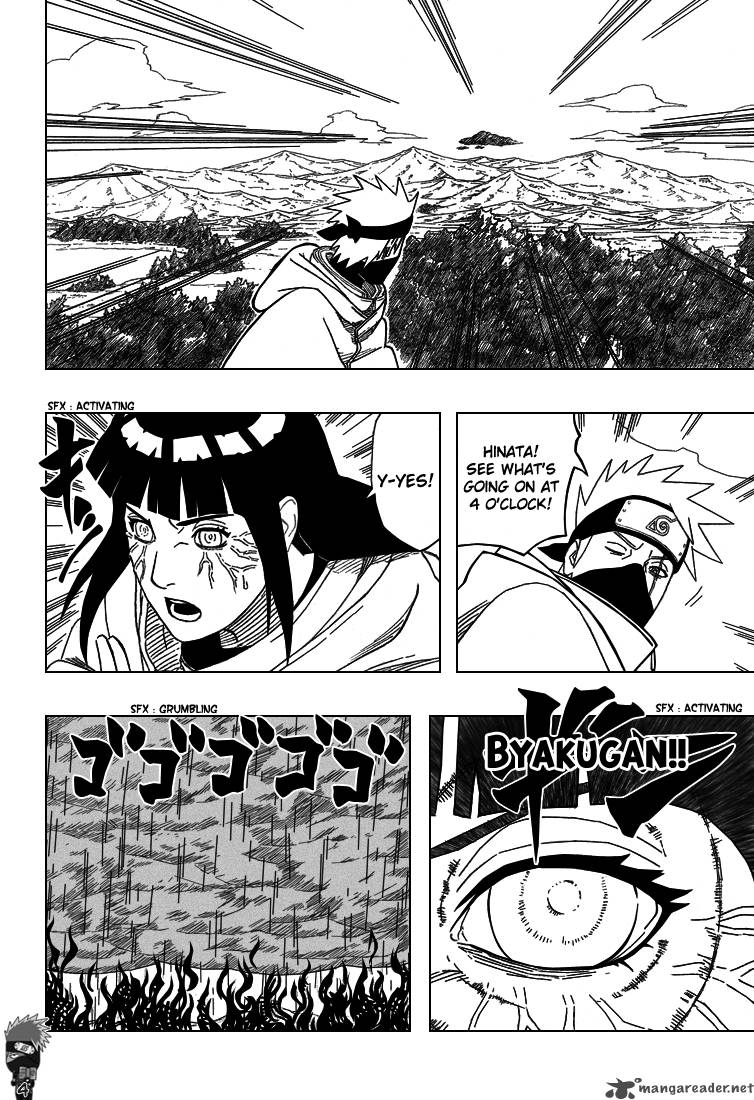 HINATA!
SEE WHAT'S
GOING ON AT
4 O'CLOCK!
SFX : ACTIVATING
Y-YES!
SFX : ACTIVATING
BYAKUGAN!!
SFX : GRUMBLING
ゴゴゴゴゴ
4
mangareader.net